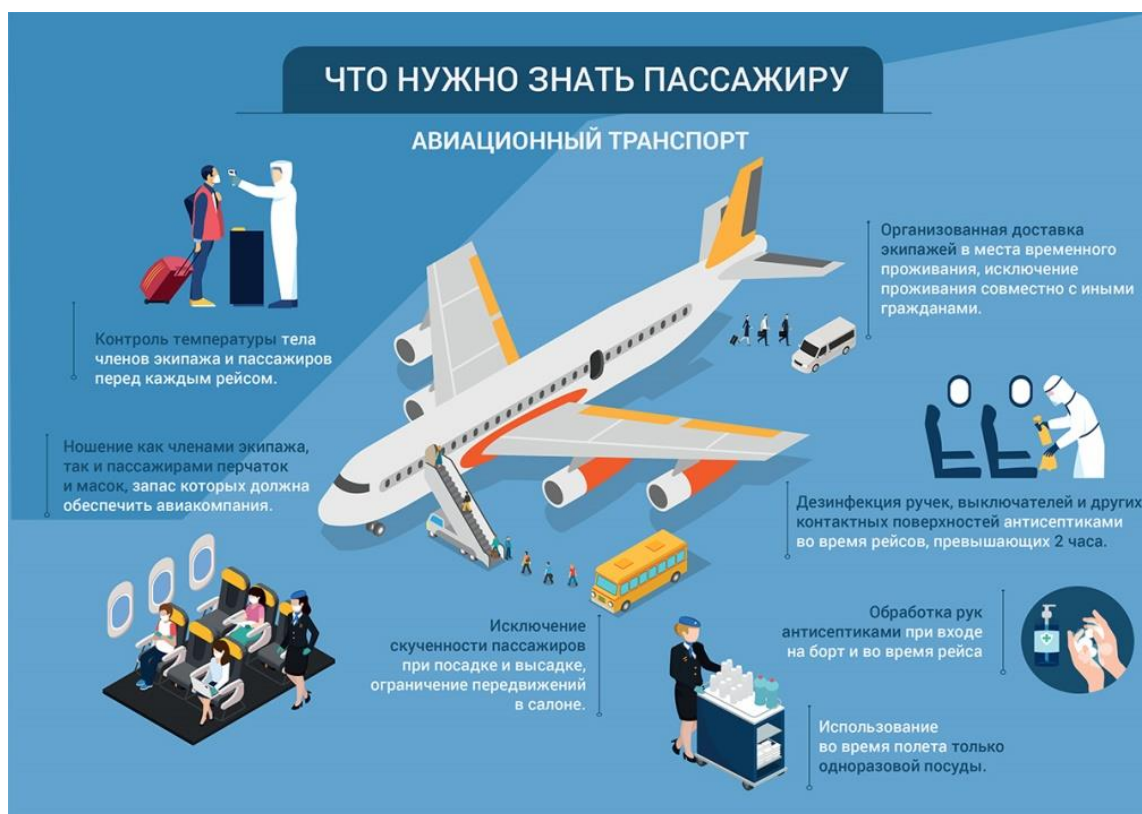 ЧТО НУЖНО ЗНАТЬ ПАССАЖИРУ
АВИАЦИОННЫЙ ТРАНСПОРТ
Контроль температуры тела
членов экипажа и пассажиров
перед каждым рейсом.
Ношение как членами экипажа,
так и пассажирами перчаток
и масок, запас которых должна
обеспечить авиакомпания.
Организованная доставка
экипажей в места временного
проживания, исключение
проживания совместно с иными
гражданами.
Дезинфекция ручек, выключателей и других
контактных поверхностей антисептиками
во время рейсов, превышающих 2 часа.
Исключение
скученности пассажиров
при посадке и высадке,
ограничение передвижений
в салоне.
Обработка рук
антисептиками при входе
на борт и во время рейса
Использование
во время полета только
одноразовой посуды.